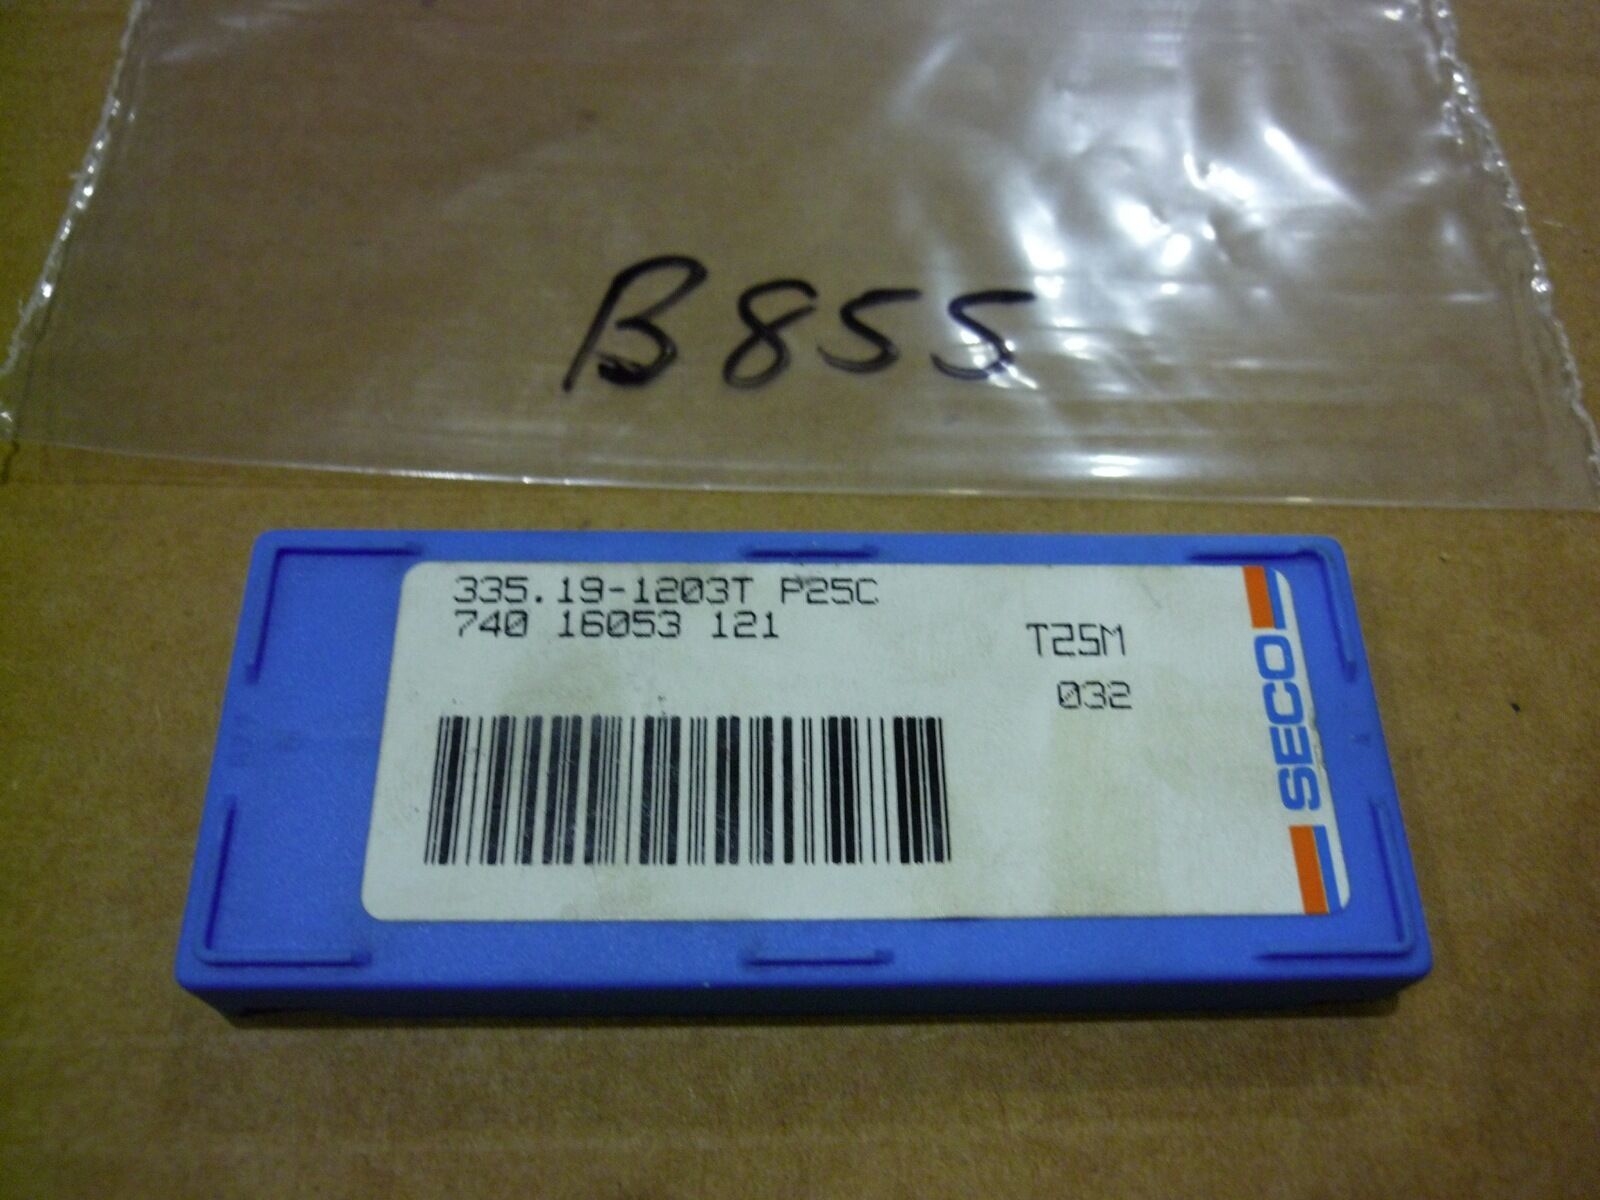 B855
335.19-1203T P25C
740 16053 121
T25M
032
SECO